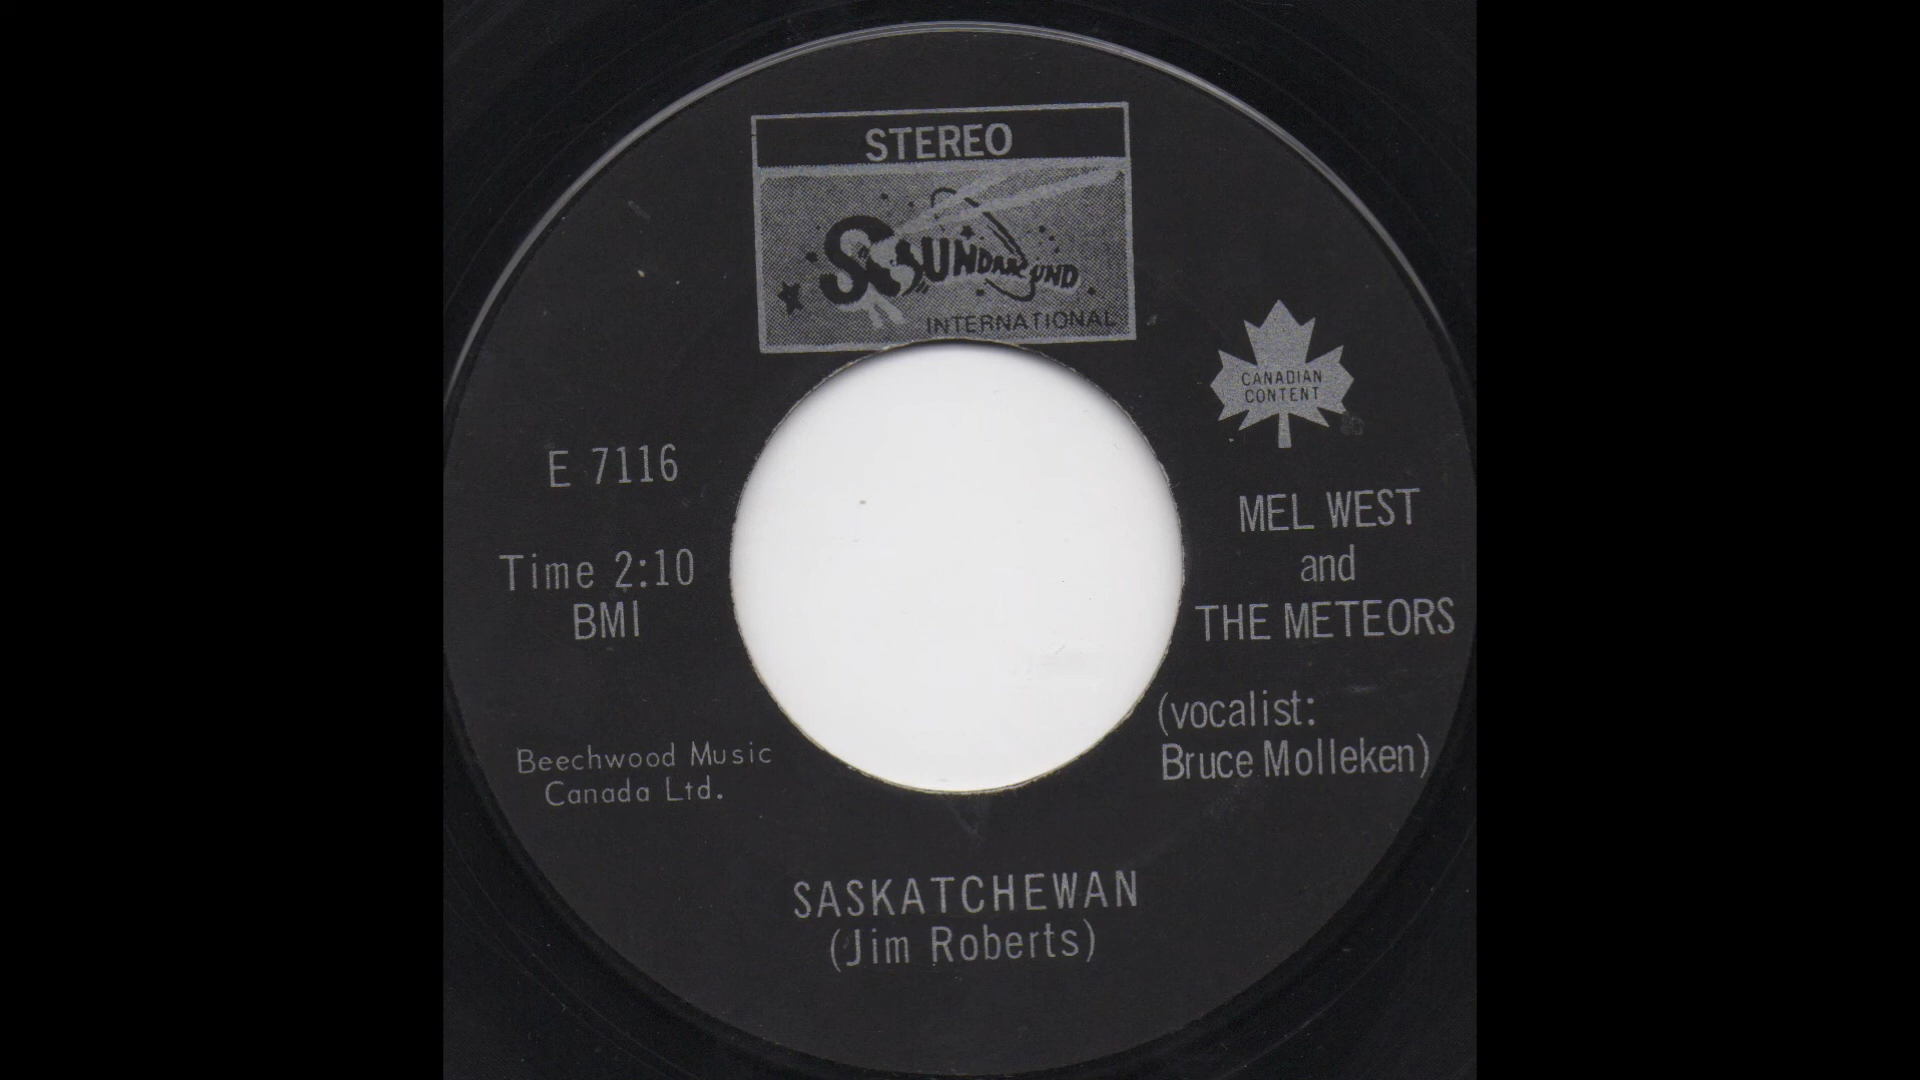 STEREO
SOUNDAROUND
INTERNATIONAL
CANADIAN
CONTENT
E 7116
Time 2:10
BMI
MEL WEST
and
THE METEORS
(vocalist:
Bruce Molleken)
Beechwood Music
Canada Ltd.
SASKATCHEWAN
(Jim Roberts)